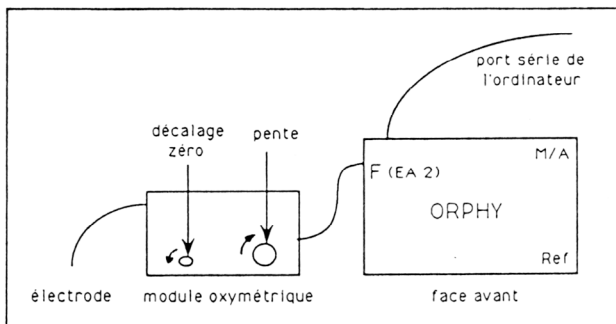 port série de
l'ordinateur
décalage
zéro
pente
M/A
F (EA 2)
ORPHY
Ref
électrode
module oxymétrique
face avant